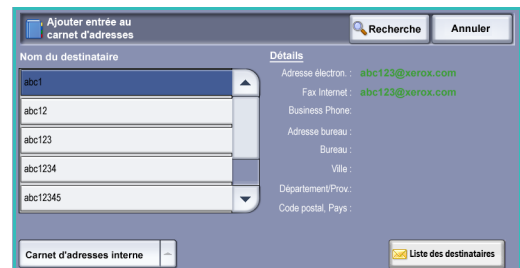 Ajouter entrée au
carnet d'adresses
Recherche
Annuler
Nom du destinataire
abc1
abc12
abc123
abc1234
abc12345
Détails
Adresse électron. : abc123@xerox.com
Fax Internet : abc123@xerox.com
Business Phone:
Adresse bureau :
Bureau :
Ville :
Département/Prov.:
Code postal, Pays :
Carnet d'adresses interne
Liste des destinataires